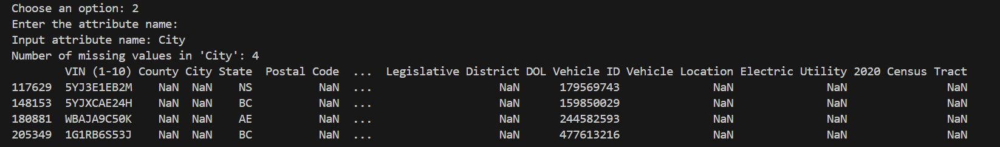 Choose an option: 2
Enter the attribute name:
Input attribute name: City
Number of missing values in 'City': 4
VIN (1-10) County City State Postal Code ... Legislative District DOL Vehicle ID Vehicle Location Electric Utility 2020 Census Tract
117629 5YJ3E1EB2M NaN NaN NS NaN ... NaN 179569743 NaN NaN NaN
148153 5YJXCAE24H NaN NaN BC NaN ... NaN 159850029 NaN NaN NaN
180881 WBAJA9C50K NaN NaN AE NaN ... NaN 244582593 NaN NaN NaN
205349 1G1RB6S53J NaN NaN BC NaN ... NaN 477613216 NaN NaN NaN